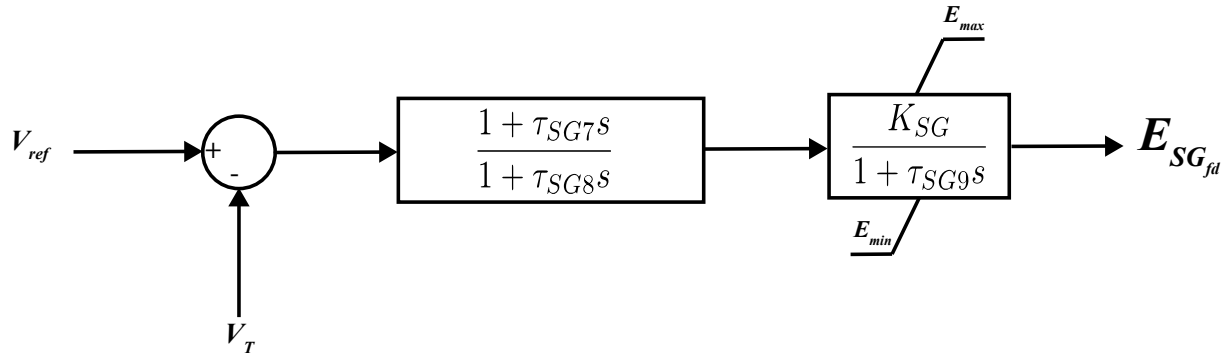 E_max
V_ref
+
-
1 + τ_SG7 s
1 + τ_SG8 s
K_SG
1 + τ_SG9 s
E_SG_fd
E_min
V_T